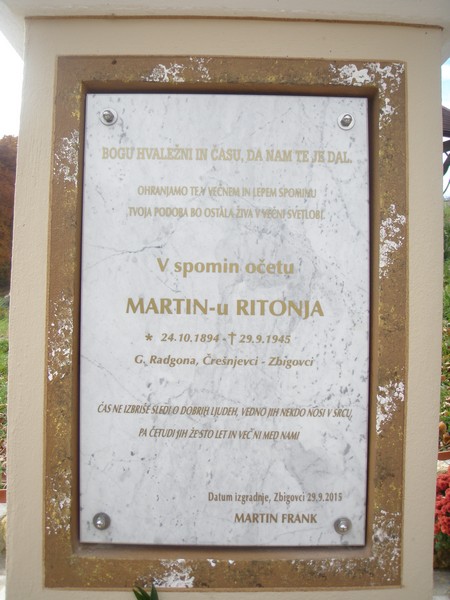 BOGU HVALEŽNI IN ČASU, DA NAM TE JE DAL.
OHRANJAMO TE V VEČNEM IN LEPEM SPOMINU
TVOJA PODOBA BO OSTALA ŽIVA V VEČNI SVETLOBI.
V spomin očetu
MARTIN-u RITONJA
* 24.10.1894 - † 29.9.1945
G. Radgona, Črešnjevci - Zbigovci
ČAS NE IZBRIŠE SLEDI O DOBRIH LJUDEH, VEDNO JIH NEKDO NOSI V SRCU,
PA ČETUDI JIH ŽE STO LET IN VEČ NI MED NAMI
Datum izgradnje, Zbigovci 29.9.2015
MARTIN FRANK